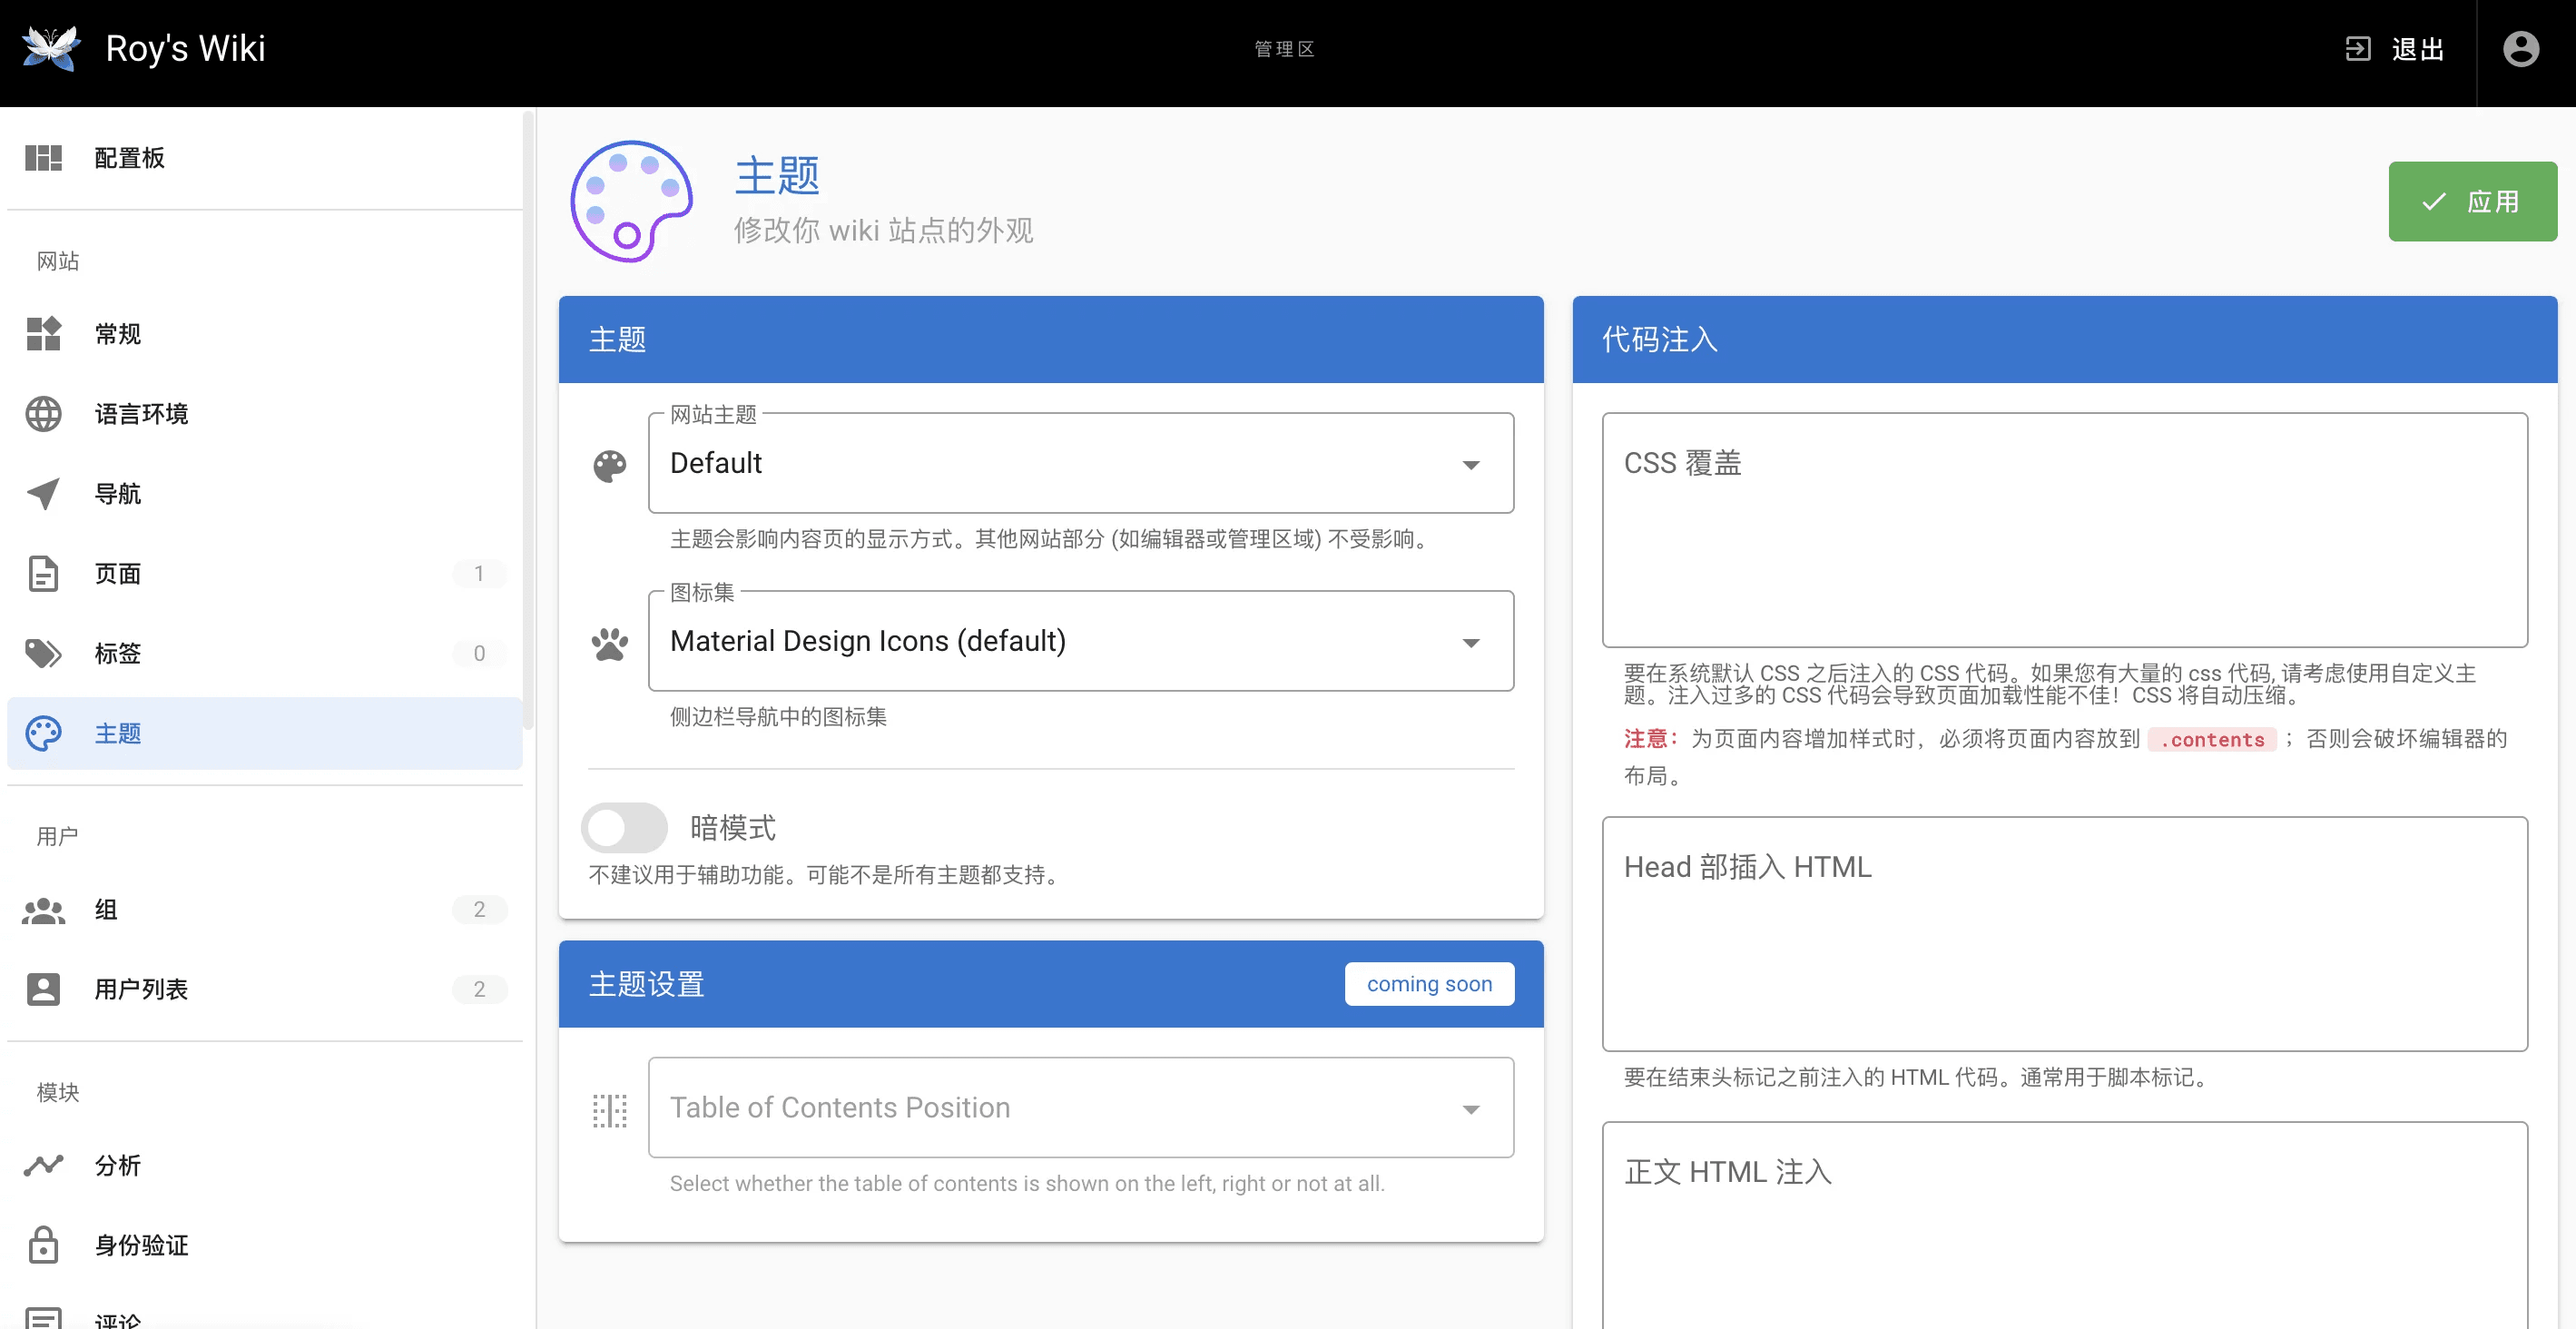 Roy's Wiki
管理区
退出
配置板
网站
常规
语言环境
导航
页面
1
标签
0
主题
用户
组
2
用户列表
2
模块
分析
身份验证
评论
主题
修改你 wiki 站点的外观
应用
主题
网站主题
Default
主题会影响内容页的显示方式。其他网站部分 (如编辑器或管理区域) 不受影响。
图标集
Material Design Icons (default)
侧边栏导航中的图标集
暗模式
不建议用于辅助功能。可能不是所有主题都支持。
主题设置
coming soon
Table of Contents Position
Select whether the table of contents is shown on the left, right or not at all.
代码注入
CSS 覆盖
要在系统默认 CSS 之后注入的 CSS 代码。如果您有大量的 css 代码, 请考虑使用自定义主
题。注入过多的 CSS 代码会导致页面加载性能不佳！CSS 将自动压缩。
注意：为页面内容增加样式时，必须将页面内容放到 .contents ；否则会破坏编辑器的
布局。
Head 部插入 HTML
要在结束头标记之前注入的 HTML 代码。通常用于脚本标记。
正文 HTML 注入